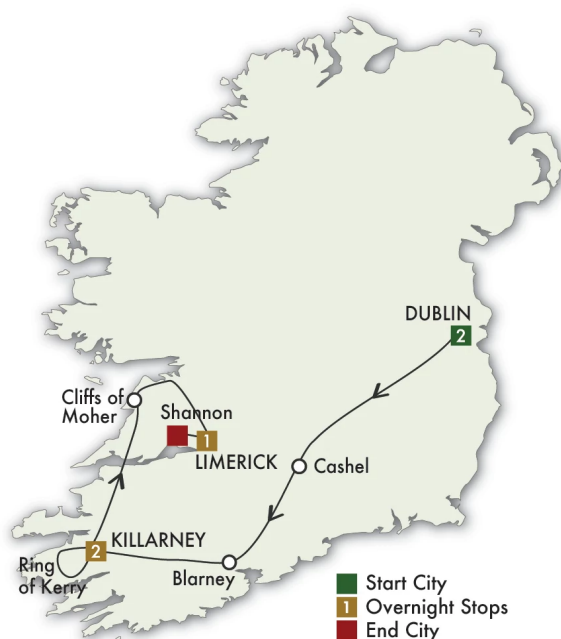 DUBLIN
2
Cliffs of
Moher
Shannon
1
LIMERICK
Cashel
2
KILLARNEY
Ring
of Kerry
Blarney
Start City
1 Overnight Stops
End City